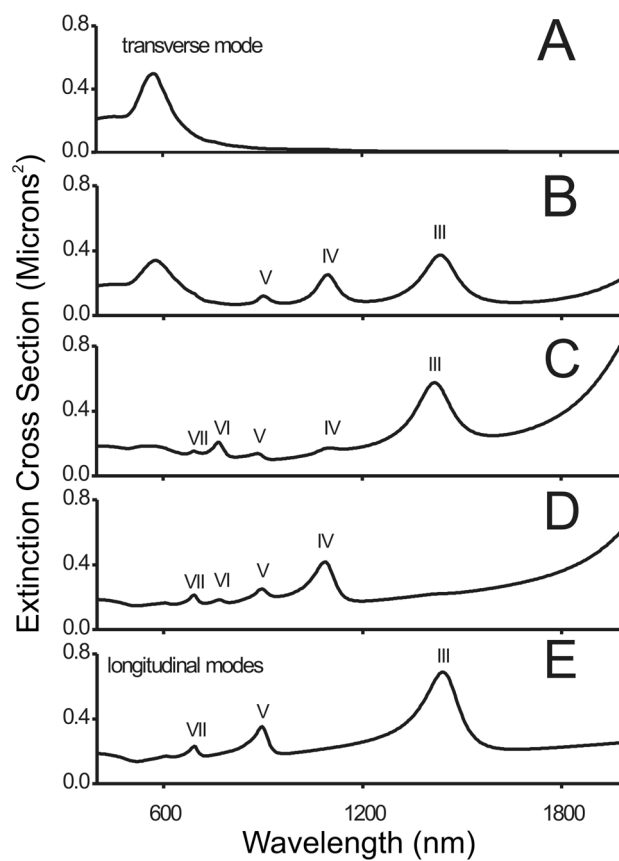 Extinction Cross Section (Microns²)
0.8
0.4
0.0
transverse mode
A
0.8
0.4
0.0
V
IV
III
B
0.8
0.4
0.0
VII
VI
V
IV
III
C
0.8
0.4
0.0
VII
VI
V
IV
D
0.8
0.4
0.0
longitudinal modes
VII
V
III
E
600 1200 1800
Wavelength (nm)